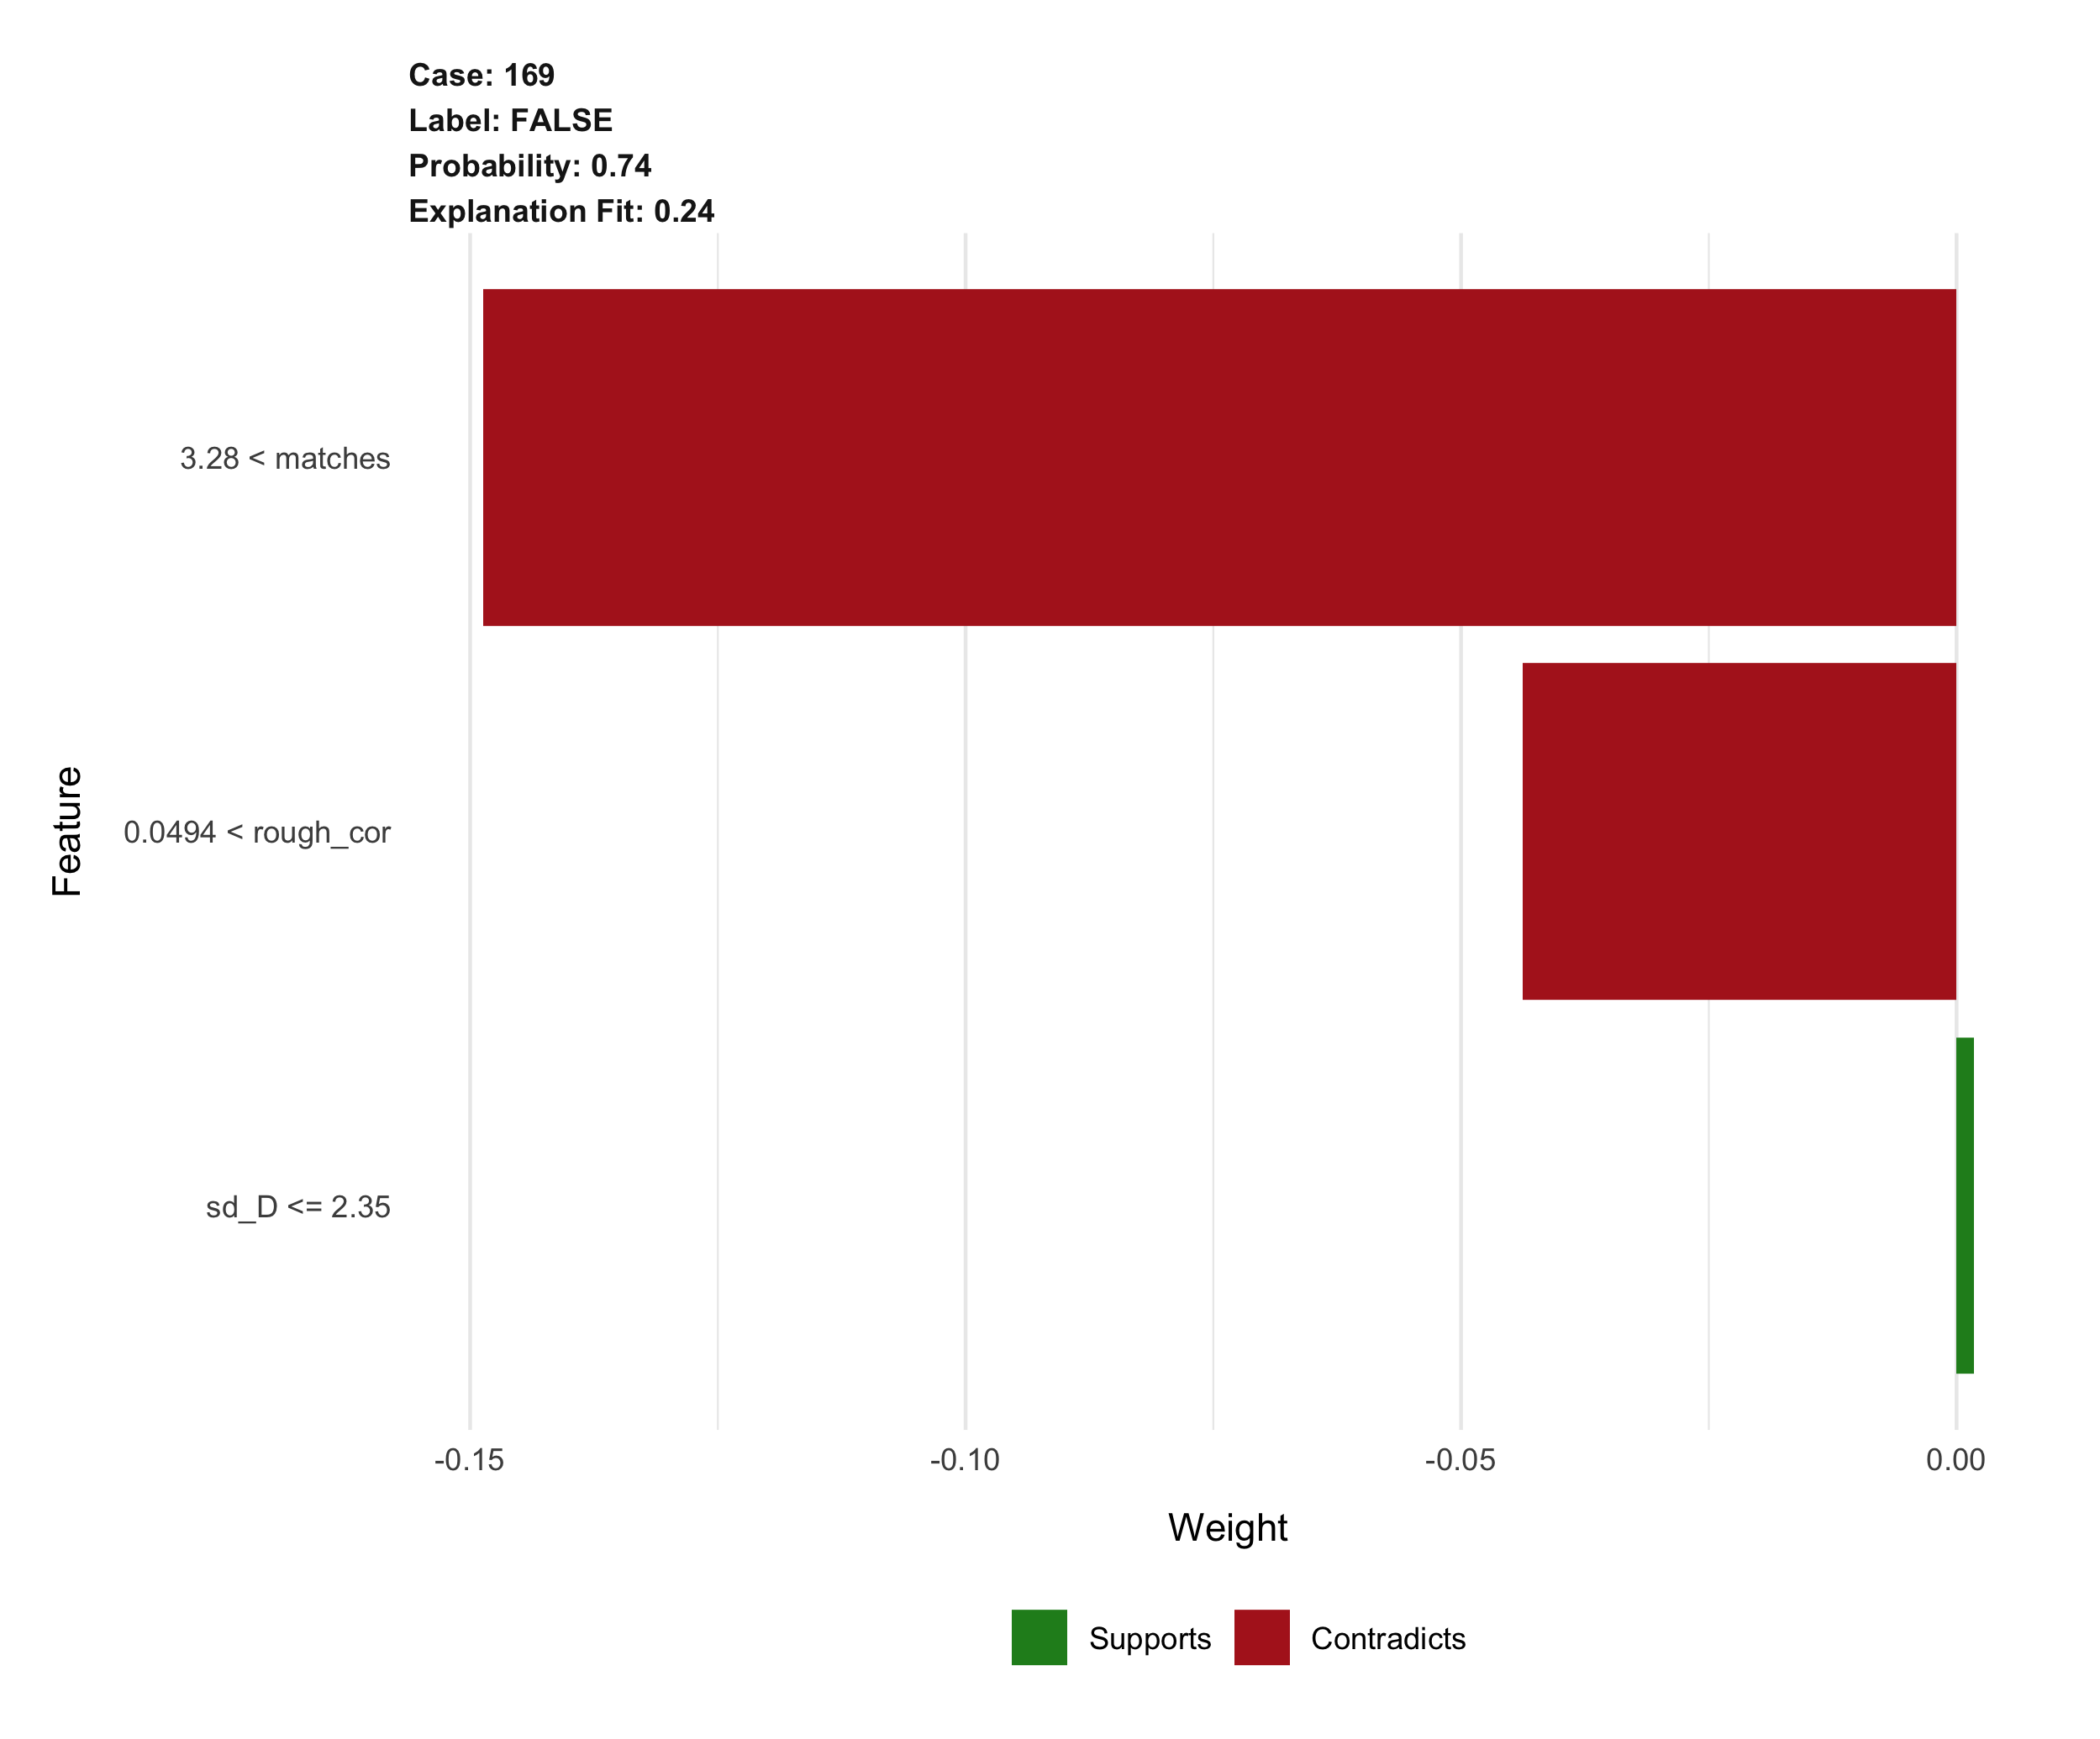 Case: 169
Label: FALSE
Probability: 0.74
Explanation Fit: 0.24
3.28 < matches
0.0494 < rough_cor
sd_D <= 2.35
Feature
-0.15 -0.10 -0.05 0.00
Weight
Supports Contradicts